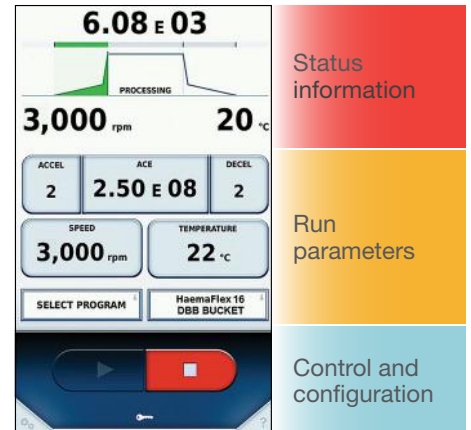 6.08 E 03
PROCESSING
3,000 rpm
20 °C
ACCEL
2
ACE
2.50 E 08
DECEL
2
SPEED
3,000 rpm
TEMPERATURE
22 °C
SELECT PROGRAM
HaemaFlex 16
DBB BUCKET
?
Status
information
Run
parameters
Control and
configuration